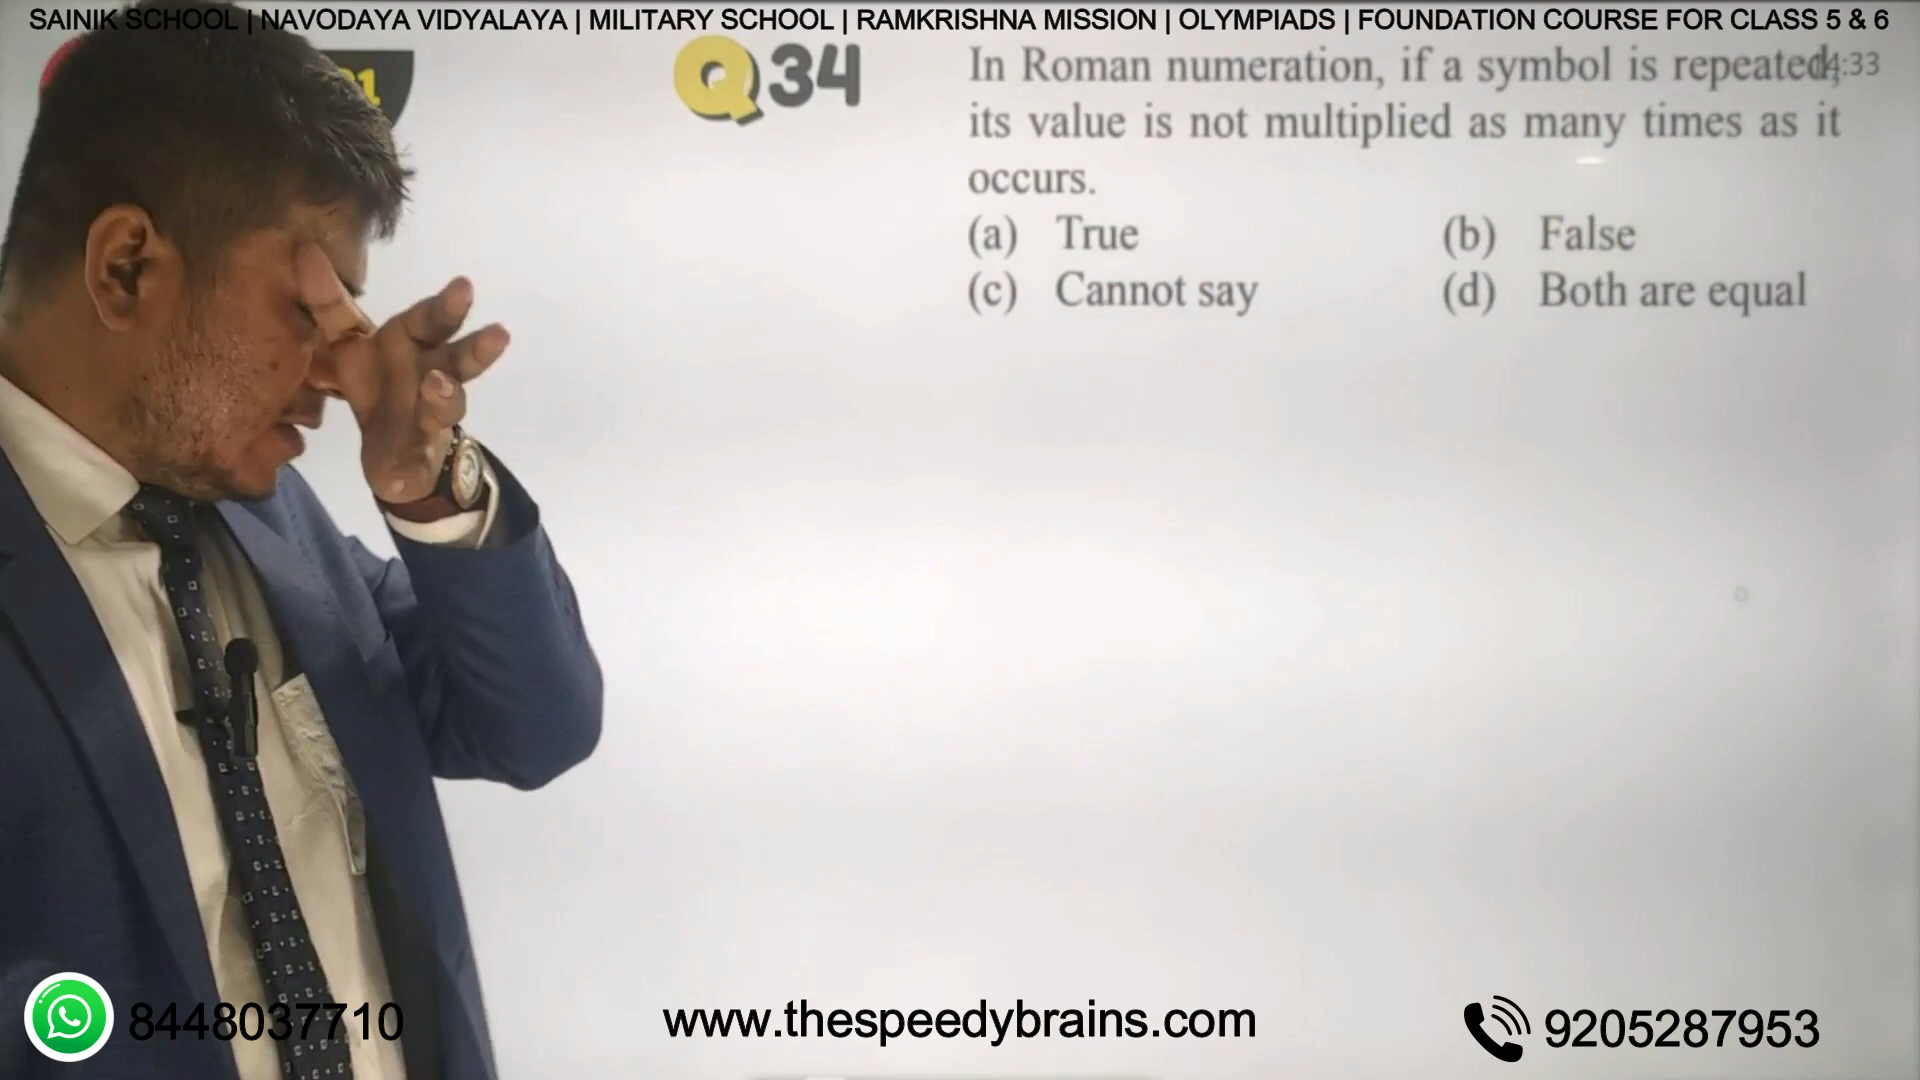 SAINIK SCHOOL | NAVODAYA VIDYALAYA | MILITARY SCHOOL | RAMKRISHNA MISSION | OLYMPIADS | FOUNDATION COURSE FOR CLASS 5 & 6
Q34
In Roman numeration, if a symbol is repeated, 
its value is not multiplied as many times as it
occurs.
(a) True (b) False
(c) Cannot say (d) Both are equal
8448037710 www.thespeedybrains.com 9205287953